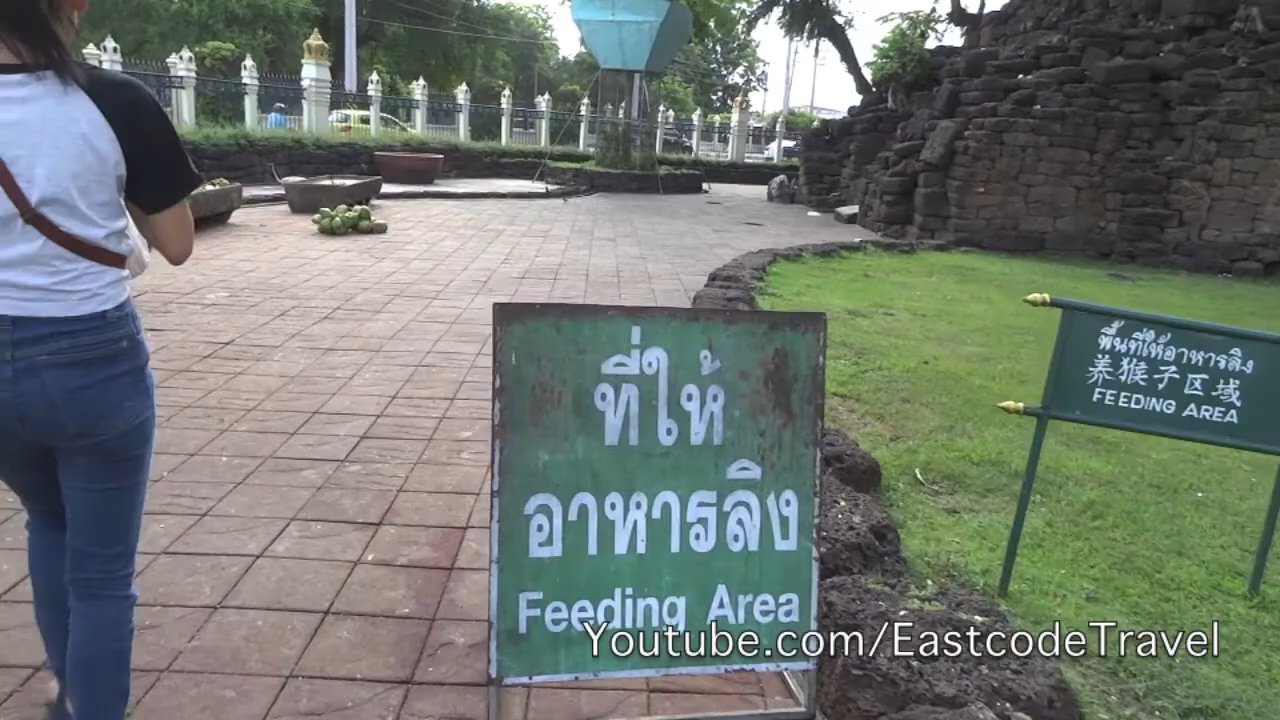 ที่ให้
อาหารลิง
Feeding Area
พื้นที่ให้อาหารลิง
养猴子区域
FEEDING AREA
Youtube.com/EastcodeTravel